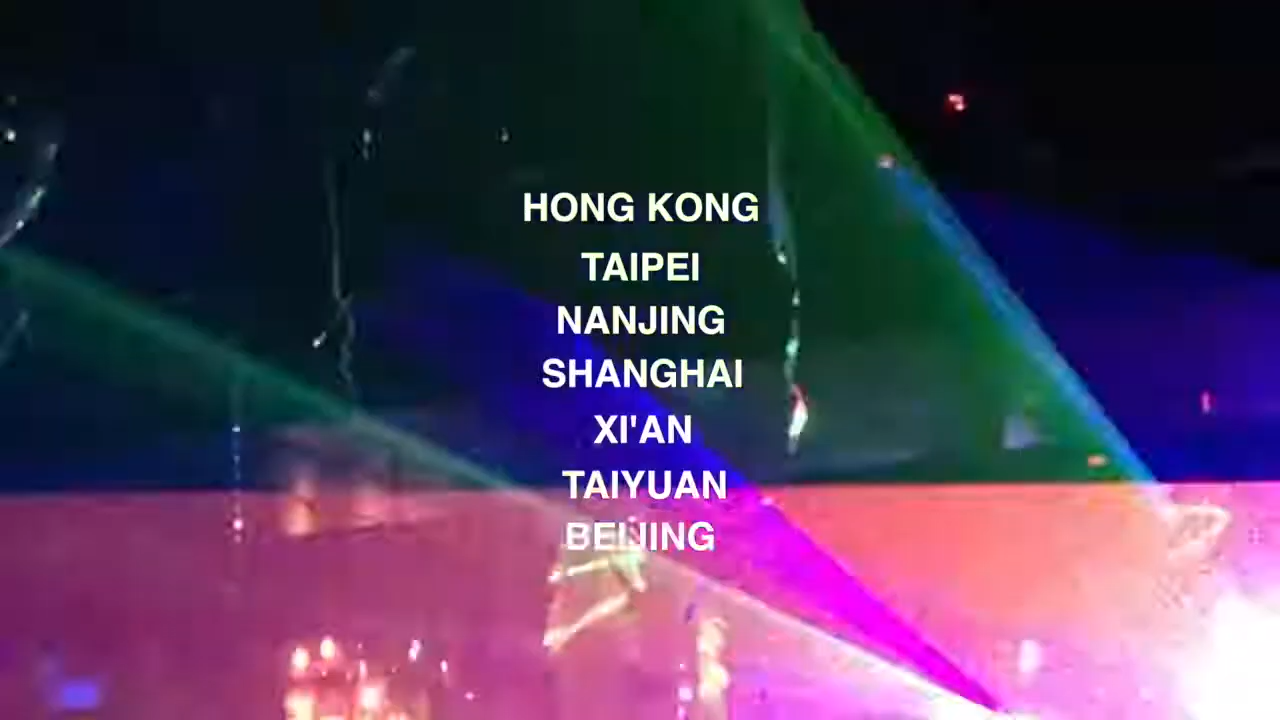 HONG KONG
TAIPEI
NANJING
SHANGHAI
XI'AN
TAIYUAN
BEIJING